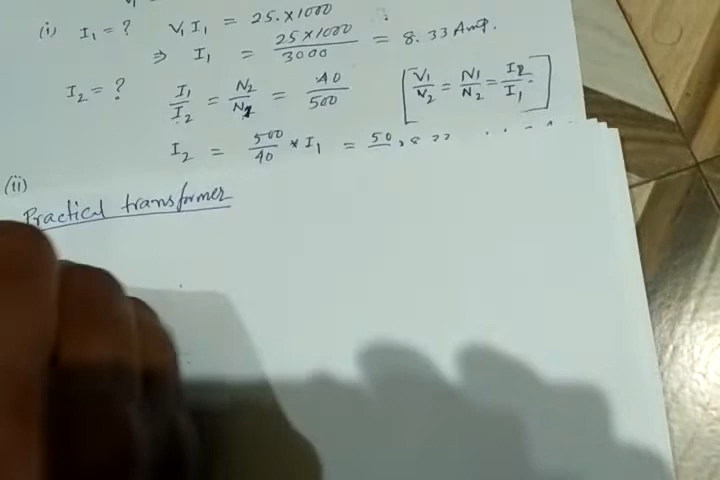 (i) I₁ = ? V₁ I₁ = 25.×1000
⇒ I₁ = 25×1000 / 3000 = 8.33 Amp.
I₂ = ? I₁/I₂ = N₂/N₁ = 40/500 [V₁/V₂ = N₁/N₂ = I₂/I₁]
I₂ = 500/40 × I₁ = 50
(ii)
Practical transformer